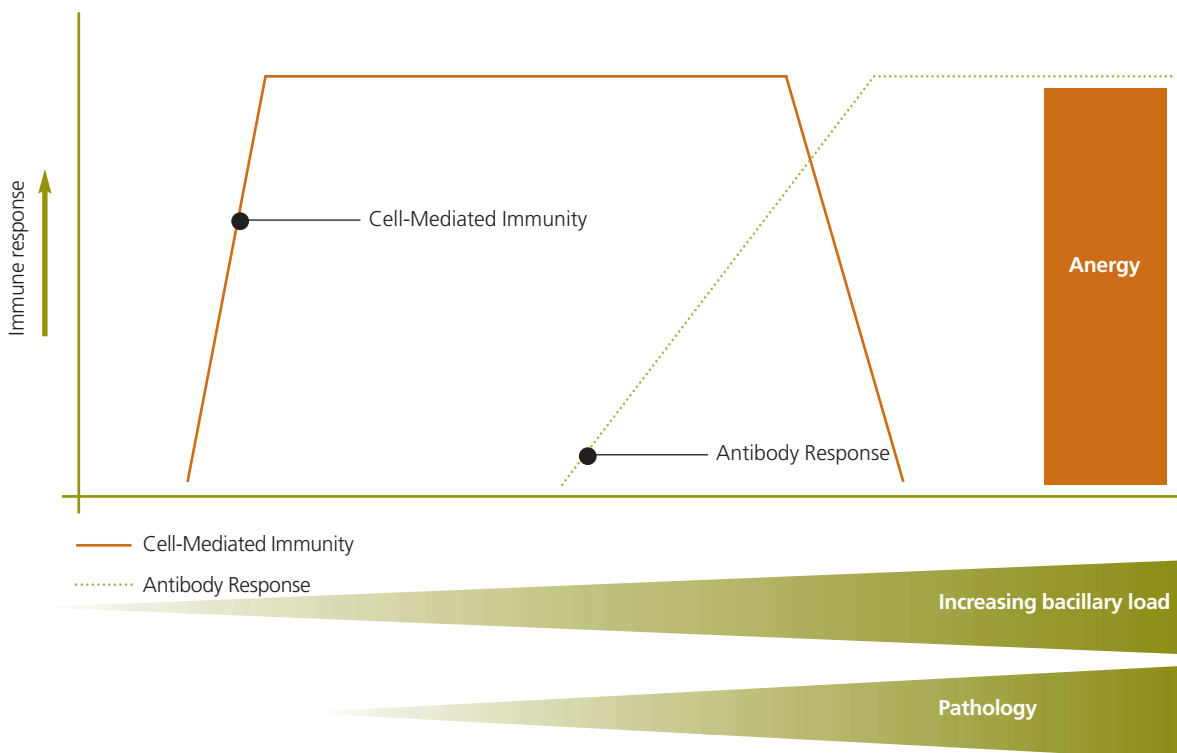 Immune response
Cell-Mediated Immunity
Anergy
Antibody Response
Cell-Mediated Immunity
Antibody Response
Increasing bacillary load
Pathology